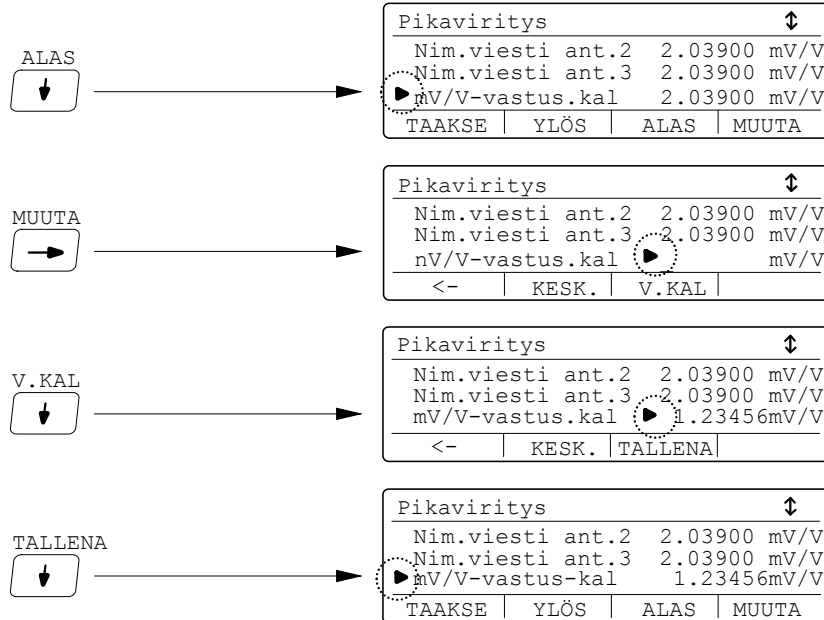 ALAS
Pikaviritys
Nim.viesti ant.2 2.03900 mV/V
Nim.viesti ant.3 2.03900 mV/V
mV/V-vastus.kal 2.03900 mV/V
TAAKSE YLÖS ALAS MUUTA
MUUTA
Pikaviritys
Nim.viesti ant.2 2.03900 mV/V
Nim.viesti ant.3 2.03900 mV/V
nV/V-vastus.kal mV/V
<- KESK. V.KAL
V.KAL
Pikaviritys
Nim.viesti ant.2 2.03900 mV/V
Nim.viesti ant.3 2.03900 mV/V
mV/V-vastus.kal 1.23456mV/V
<- KESK. TALLENA
TALLENA
Pikaviritys
Nim.viesti ant.2 2.03900 mV/V
Nim.viesti ant.3 2.03900 mV/V
mV/V-vastus-kal 1.23456mV/V
TAAKSE YLÖS ALAS MUUTA